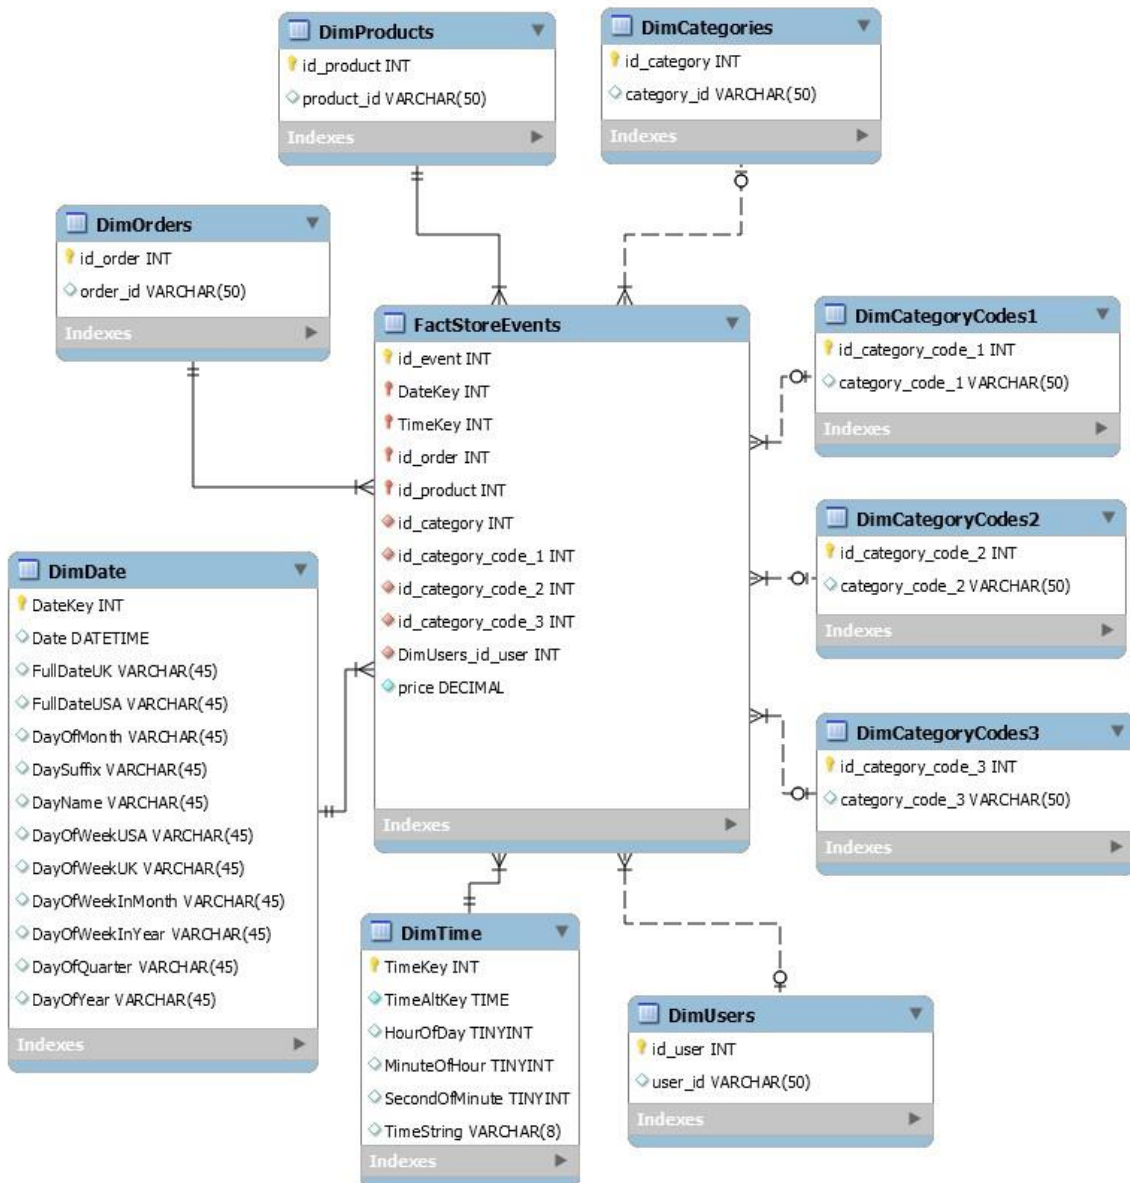 DimProducts
id_product INT
product_id VARCHAR(50)
Indexes
DimCategories
id_category INT
category_id VARCHAR(50)
Indexes
DimOrders
id_order INT
order_id VARCHAR(50)
Indexes
FactStoreEvents
id_event INT
DateKey INT
TimeKey INT
id_order INT
id_product INT
id_category INT
id_category_code_1 INT
id_category_code_2 INT
id_category_code_3 INT
DimUsers_id_user INT
price DECIMAL
Indexes
DimCategoryCodes1
id_category_code_1 INT
category_code_1 VARCHAR(50)
Indexes
DimCategoryCodes2
id_category_code_2 INT
category_code_2 VARCHAR(50)
Indexes
DimCategoryCodes3
id_category_code_3 INT
category_code_3 VARCHAR(50)
Indexes
DimDate
DateKey INT
Date DATETIME
FullDateUK VARCHAR(45)
FullDateUSA VARCHAR(45)
DayOfMonth VARCHAR(45)
DaySuffix VARCHAR(45)
DayName VARCHAR(45)
DayOfWeekUSA VARCHAR(45)
DayOfWeekUK VARCHAR(45)
DayOfWeekInMonth VARCHAR(45)
DayOfWeekInYear VARCHAR(45)
DayOfQuarter VARCHAR(45)
DayOfYear VARCHAR(45)
Indexes
DimTime
TimeKey INT
TimeAltKey TIME
HourOfDay TINYINT
MinuteOfHour TINYINT
SecondOfMinute TINYINT
TimeString VARCHAR(8)
Indexes
DimUsers
id_user INT
user_id VARCHAR(50)
Indexes